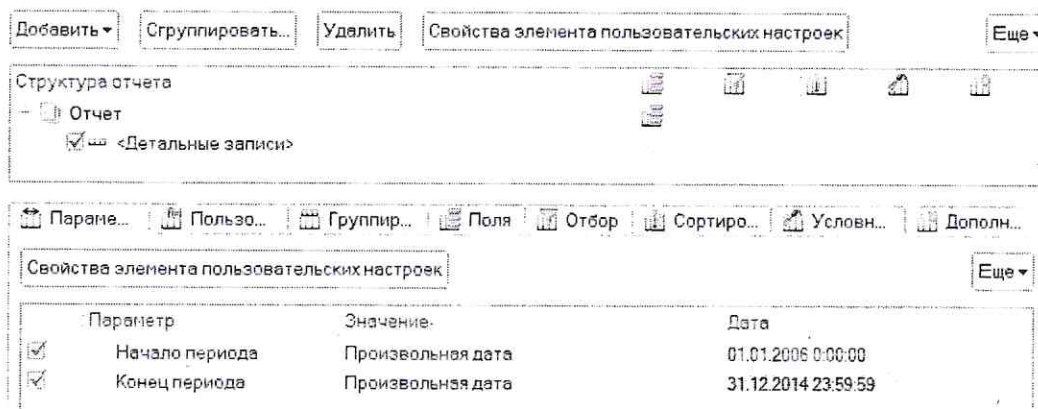 Добавить Сгруппировать... Удалить Свойства элемента пользовательских настроек Еще
Структура отчета
Отчет
<Детальные записи>
Параме... Пользо... Группир... Поля Отбор Сортиро... Условн... Дополн...
Свойства элемента пользовательских настроек Еще
Параметр Значение Дата
Начало периода Произвольная дата 01.01.2006 0:00:00
Конец периода Произвольная дата 31.12.2014 23:59:59